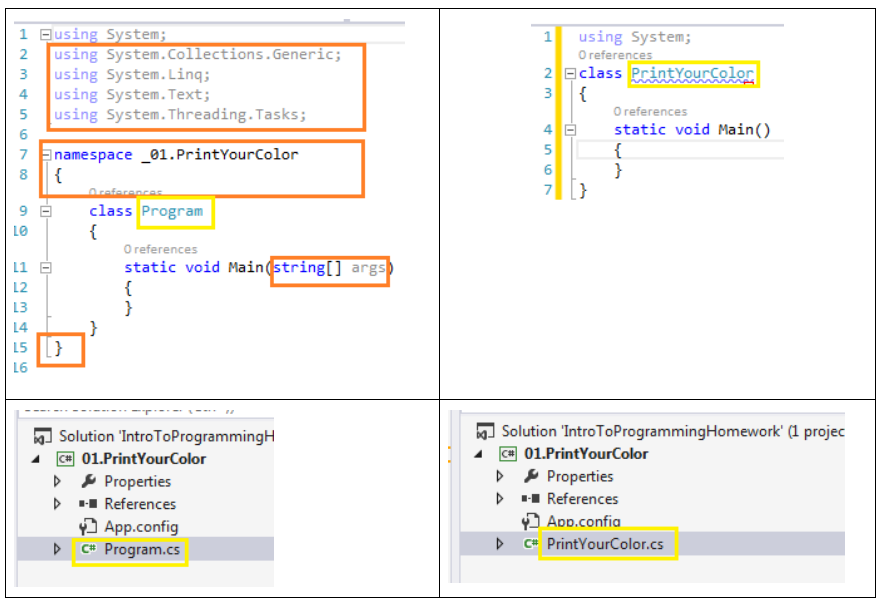 1 using System;
2 using System.Collections.Generic;
3 using System.Linq;
4 using System.Text;
5 using System.Threading.Tasks;
6
7 namespace _01.PrintYourColor
8 {
0 references
9 class Program
10 {
0 references
11 static void Main(string[] args)
12 {
13 }
14 }
15 }
16
1 using System;
0 references
2 class PrintYourColor
3 {
0 references
4 static void Main()
5 {
6 }
7 }
Solution 'IntroToProgrammingH
C# 01.PrintYourColor
Properties
References
App.config
C# Program.cs
Solution 'IntroToProgrammingHomework' (1 projec
C# 01.PrintYourColor
Properties
References
App.config
C# PrintYourColor.cs